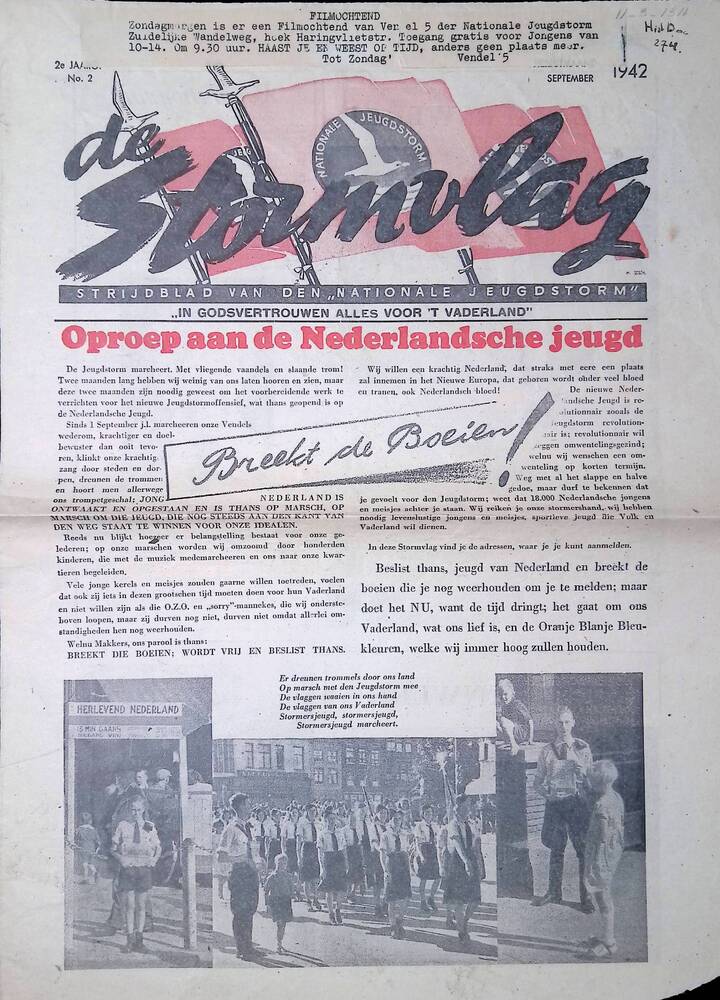 FILMOCHTEND
Zondagmorgen is er een Filmochtend van Vendel 5 der Nationale Jeugdstorm
Zuidelijke Wandelweg, hoek Haringvlietstr. Toegang gratis voor Jongens van
10-14. Om 9.30 uur. HAAST JE EN WEEST OP TIJD, anders geen plaats meer.
Tot Zondag' Vendel 5
2e
No. 2
SEPTEMBER 1942
de
Stormvlag
NATIONALE JEUGDSTORM
STRIJDBLAD VAN DEN „NATIONALE JEUGDSTORM"
„IN GODSVERTROUWEN ALLES VOOR 'T VADERLAND"
Oproep aan de Nederlandsche jeugd
De Jeugdstorm marcheert. Met vliegende vaandels en slaande trom!
Twee maanden lang hebben wij weinig van ons laten hooren en zien, maar
deze twee maanden zijn noodig geweest om het voorbereidende werk te
verrichten voor het nieuwe Jeugdstormoffensief, wat thans geopend is op
de Nederlandsche Jeugd.
Sinds 1 September j.l. marcheeren onze Vendels
wederom, krachtiger en doel-
bewuster dan ooit tevo-
ren, klinkt onze krachtig.
zang door steden en dor-
pen, dreunen de trommen
en hoort men allerwege
ons trompetgeschal; JONG NEDERLAND IS
ONTWAAKT EN OPGESTAAN EN IS THANS OP MARSCH, OP
MARSCH OM DIE JEUGD, DIE NOG STEEDS AAN DEN KANT VAN
DEN WEG STAAT TE WINNEN VOOR ONZE IDEALEN.
Reeds nu blijkt hoezeer er belangstelling bestaat voor onze ge-
lederen; op onze marschen worden wij omzoomd door honderden
kinderen, die met de muziek medemarcheeren en ons naar onze kwar-
tieren begeleiden.
Vele jonge kerels en meisjes zouden gaarne willen toetreden, voelen
dat ook zij iets in dezen grootschen tijd moeten doen voor hun Vaderland
en niet willen zijn als die O.Z.O. en „sorry"-mannekes, die wij onderste-
boven loopen, maar zij durven nog niet, durven niet omdat allerlei om-
standigheden hen nog weerhouden.
Welnu Makkers, ons parool is thans:
BREEKT DIE BOEIEN; WORDT VRIJ EN BESLIST THANS.
Breekt de Boeien!
Wij willen een krachtig Nederland, dat straks met eere een plaats
zal innemen in het Nieuwe Europa, dat geboren wordt onder veel bloed
en tranen, ook Nederlandsch bloed!
De nieuwe Neder-
landsche Jeugd is re-
volutionnair zooals de
Jeugdstorm revolution-
nair is; revolutionnair wil
zeggen omwentelingsgezind;
welnu wij wenschen een om-
wenteling op korten termijn.
Weg met al het slappe en halve
gedoe, maar durf te bekennen dat
je gevoelt voor den Jeugdstorm; weet dat 18.000 Nederlandsche jongens
en meisjes achter je staan. Wij reiken je onze stormershand, wij hebben
noodig levenslustige jongens en meisjes, sportieve jeugd die Volk en
Vaderland wil dienen.
In deze Stormvlag vind je de adressen, waar je je kunt aanmelden.
Beslist thans, jeugd van Nederland en breekt de
boeien die je nog weerhouden om je te melden; maar
doet het NU, want de tijd dringt; het gaat om ons
Vaderland, wat ons lief is, en de Oranje Blanje Bleu-
kleuren, welke wij immer hoog zullen houden.
Er dreunen trommels door ons land
Op marsch met den Jeugdstorm mee
De vlaggen waaien in ons hand
De vlaggen van ons Vaderland
Stormersjeugd, stormersjeugd,
Stormersjeugd marcheert.
HERLEVEND NEDERLAND
15 MIN GAANS